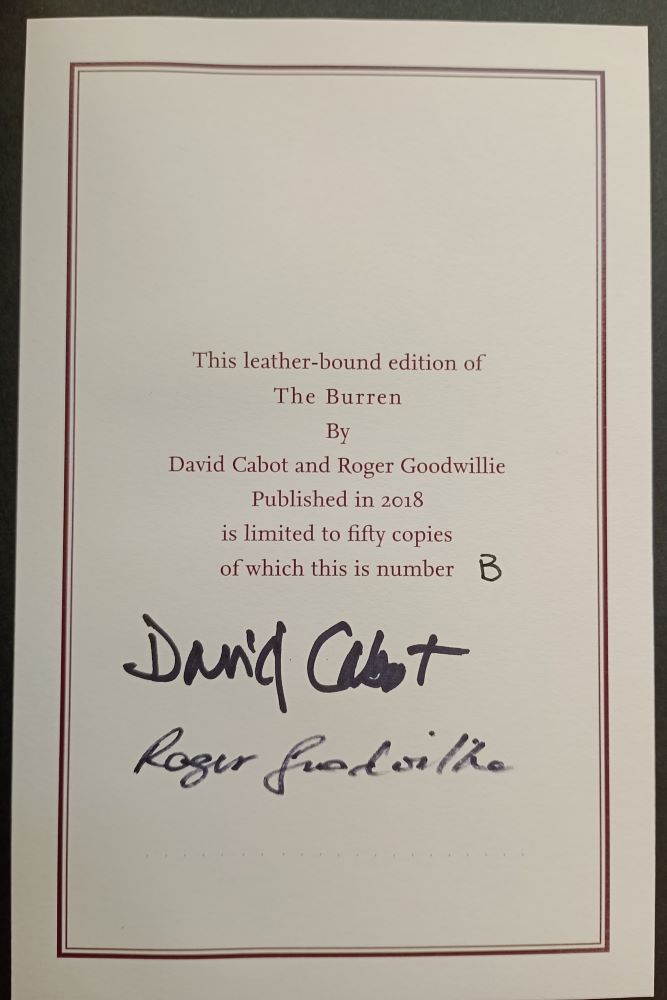 This leather-bound edition of
The Burren
By
David Cabot and Roger Goodwillie
Published in 2018
is limited to fifty copies
of which this is number B
David Cabot
Roger Goodwillie